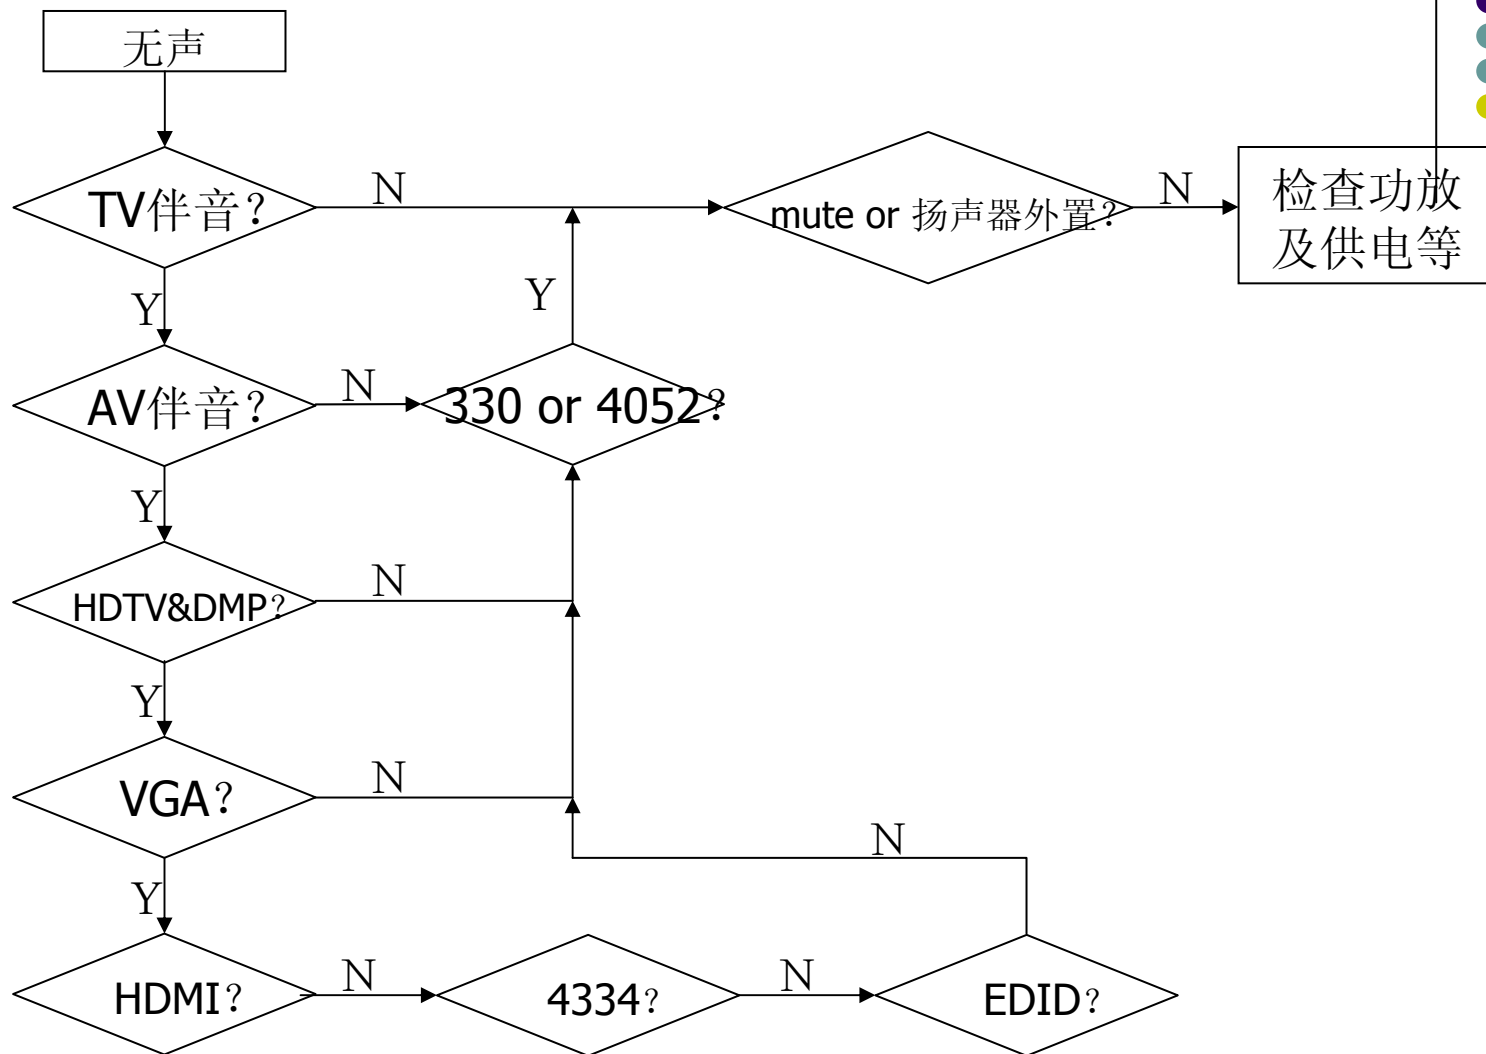 无声
TV伴音?
N
mute or 扬声器外置?
N
检查功放
及供电等
Y
Y
AV伴音?
N
330 or 4052?
Y
HDTV&DMP?
N
Y
VGA?
N
N
Y
HDMI?
N
4334?
N
EDID?